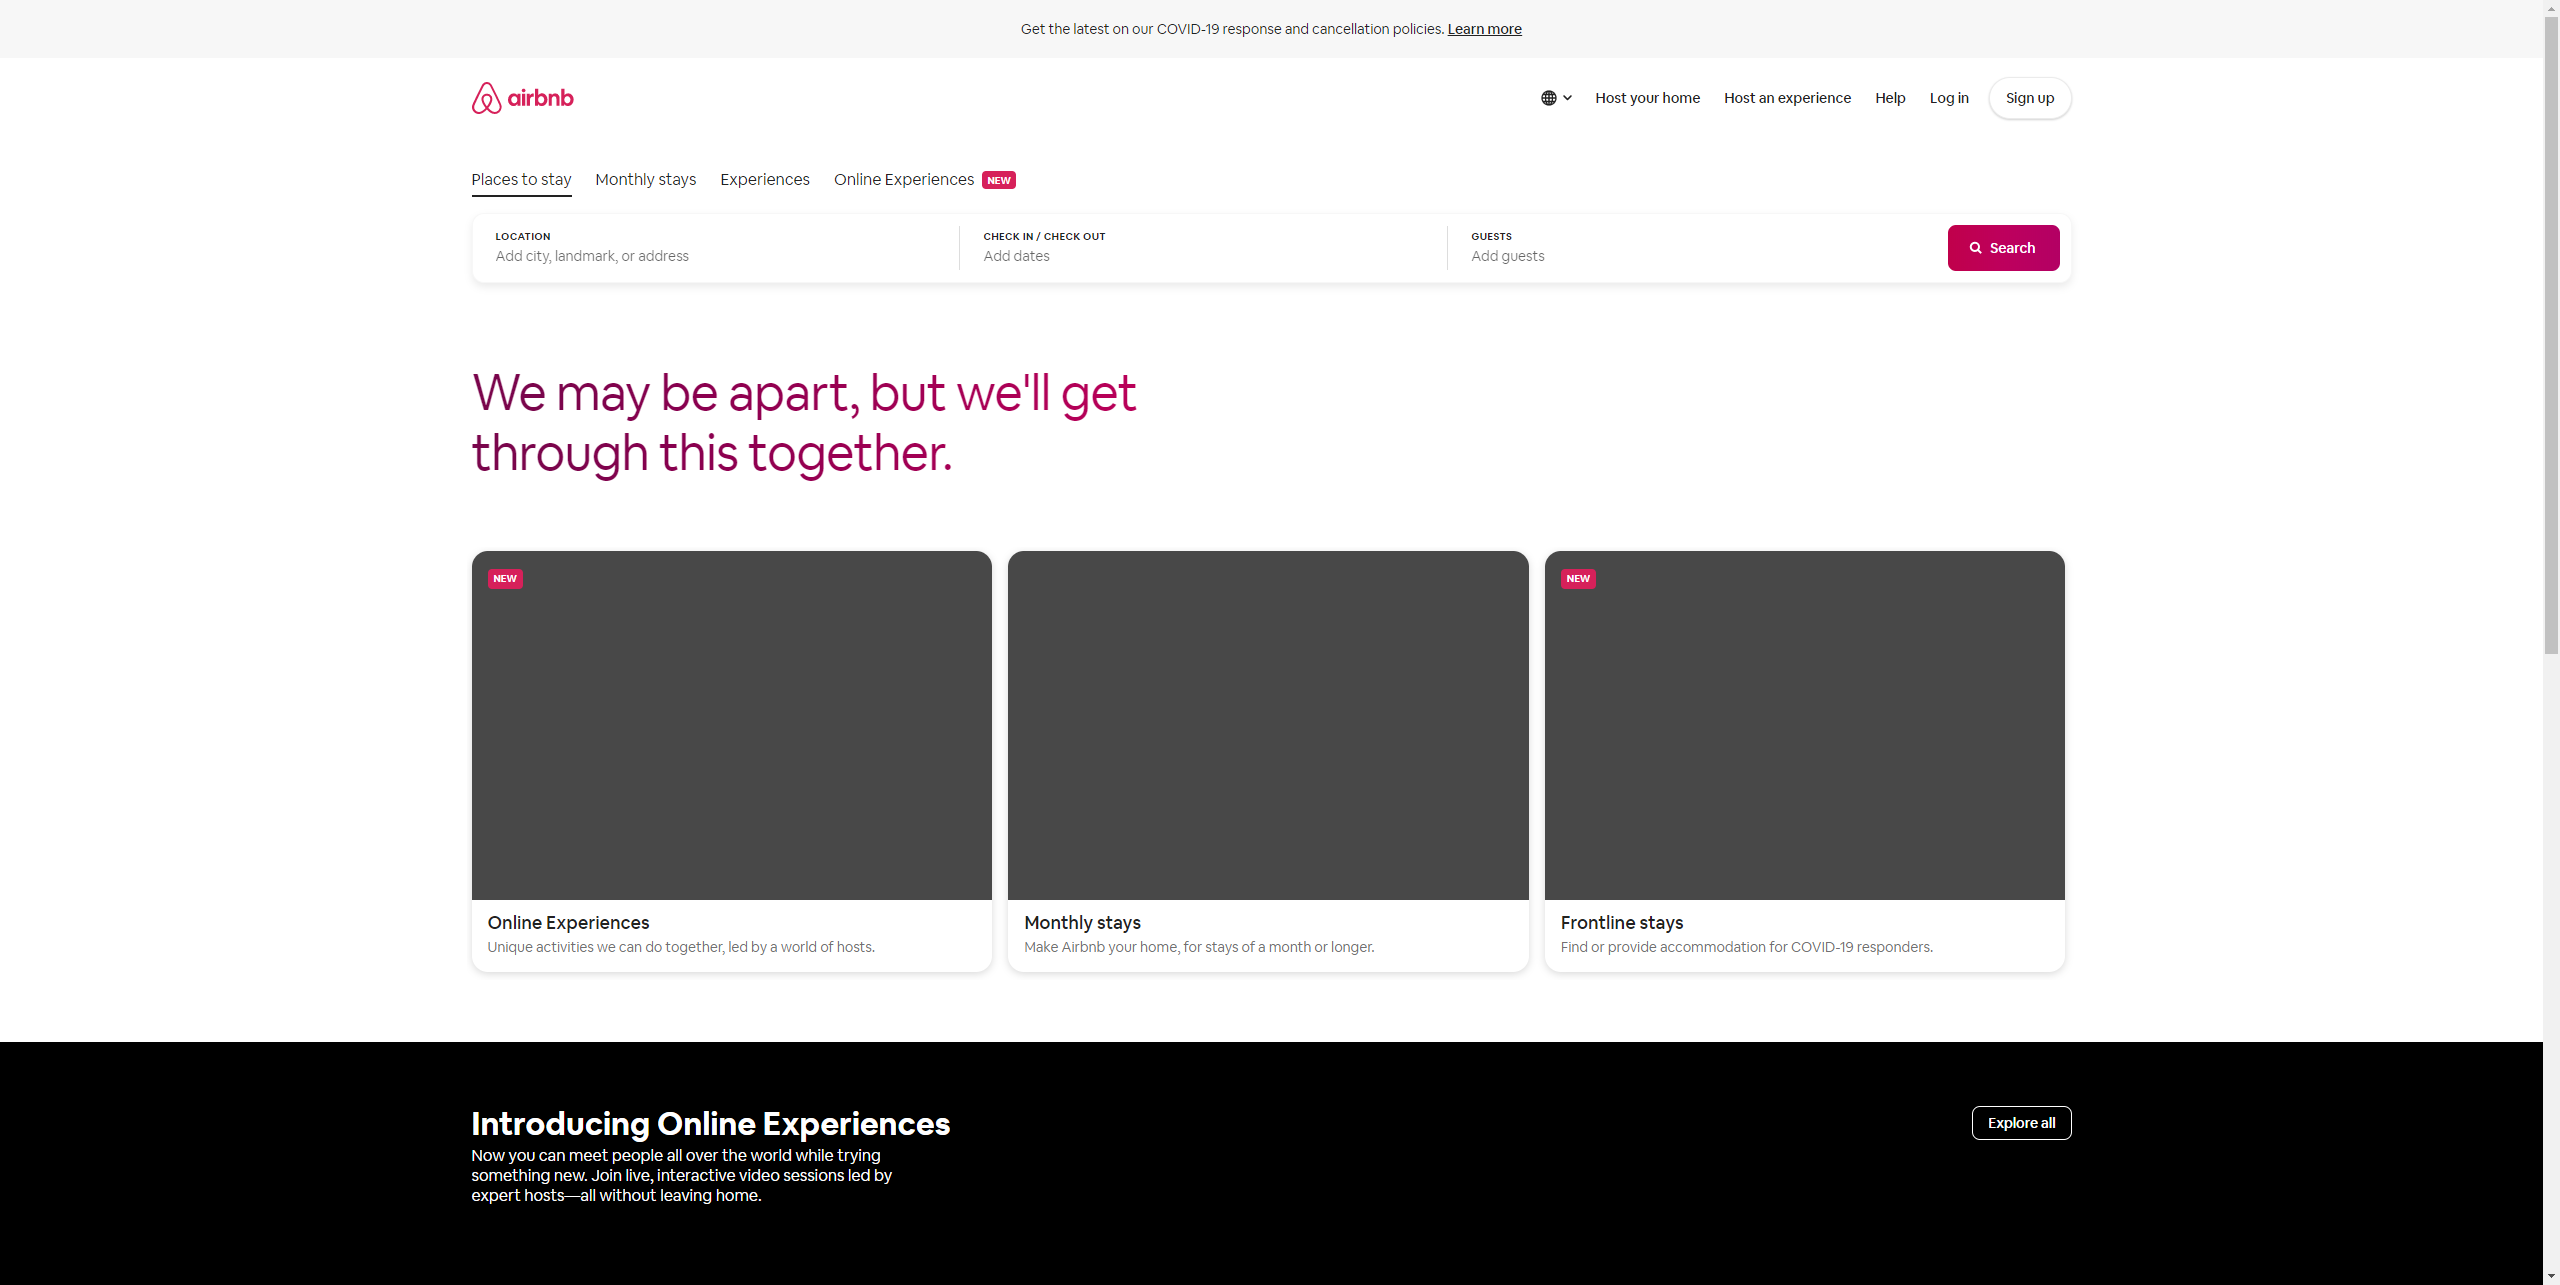 Get the latest on our COVID-19 response and cancellation policies. Learn more
airbnb
Host your home
Host an experience
Help
Log in
Sign up
Places to stay
Monthly stays
Experiences
Online Experiences
NEW
LOCATION
Add city, landmark, or address
CHECK IN / CHECK OUT
Add dates
GUESTS
Add guests
Search
We may be apart, but we'll get
through this together.
NEW
Online Experiences
Unique activities we can do together, led by a world of hosts.
Monthly stays
Make Airbnb your home, for stays of a month or longer.
NEW
Frontline stays
Find or provide accommodation for COVID-19 responders.
Introducing Online Experiences
Now you can meet people all over the world while trying
something new. Join live, interactive video sessions led by
expert hosts—all without leaving home.
Explore all